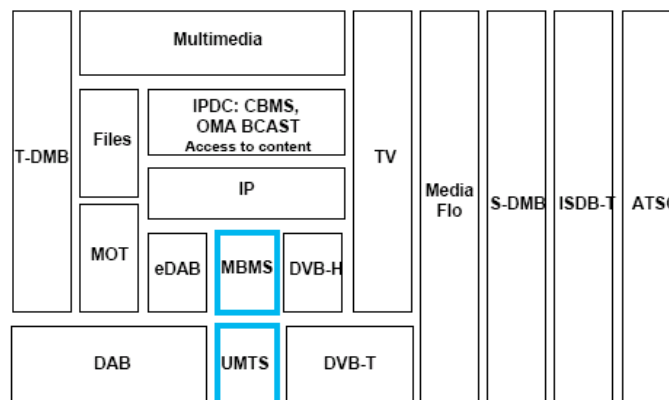 Multimedia
IPDC: CBMS,
OMA BCAST
Access to content
Files
T-DMB
TV
IP
Media
Flo
S-DMB
ISDB-T
ATSC
MOT
eDAB
MBMS
DVB-H
DAB
UMTS
DVB-T